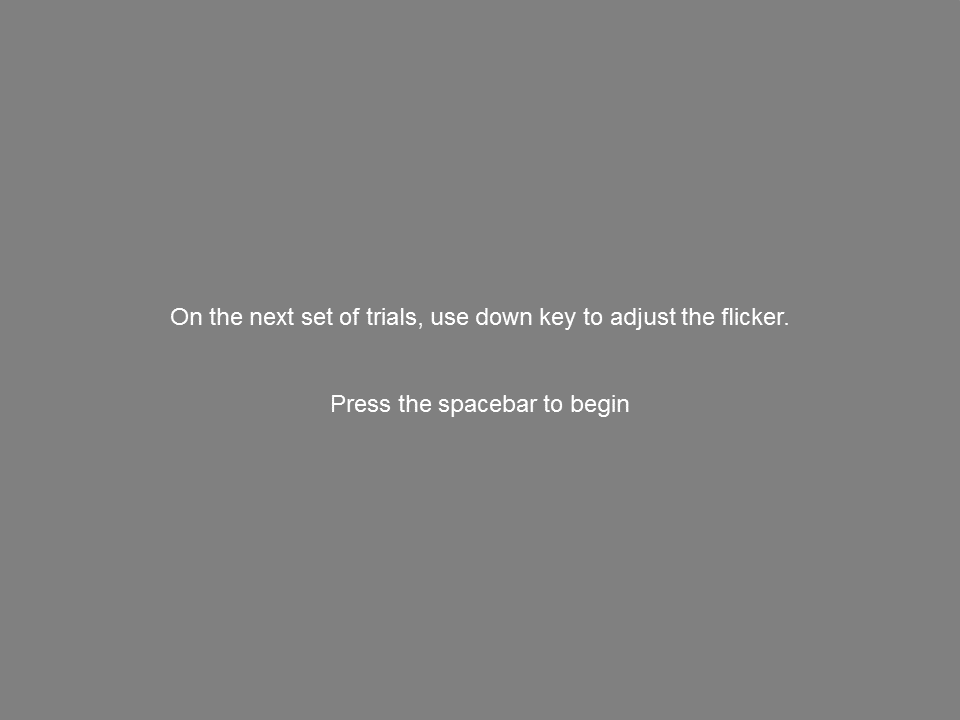 On the next set of trials, use down key to adjust the flicker.
Press the spacebar to begin